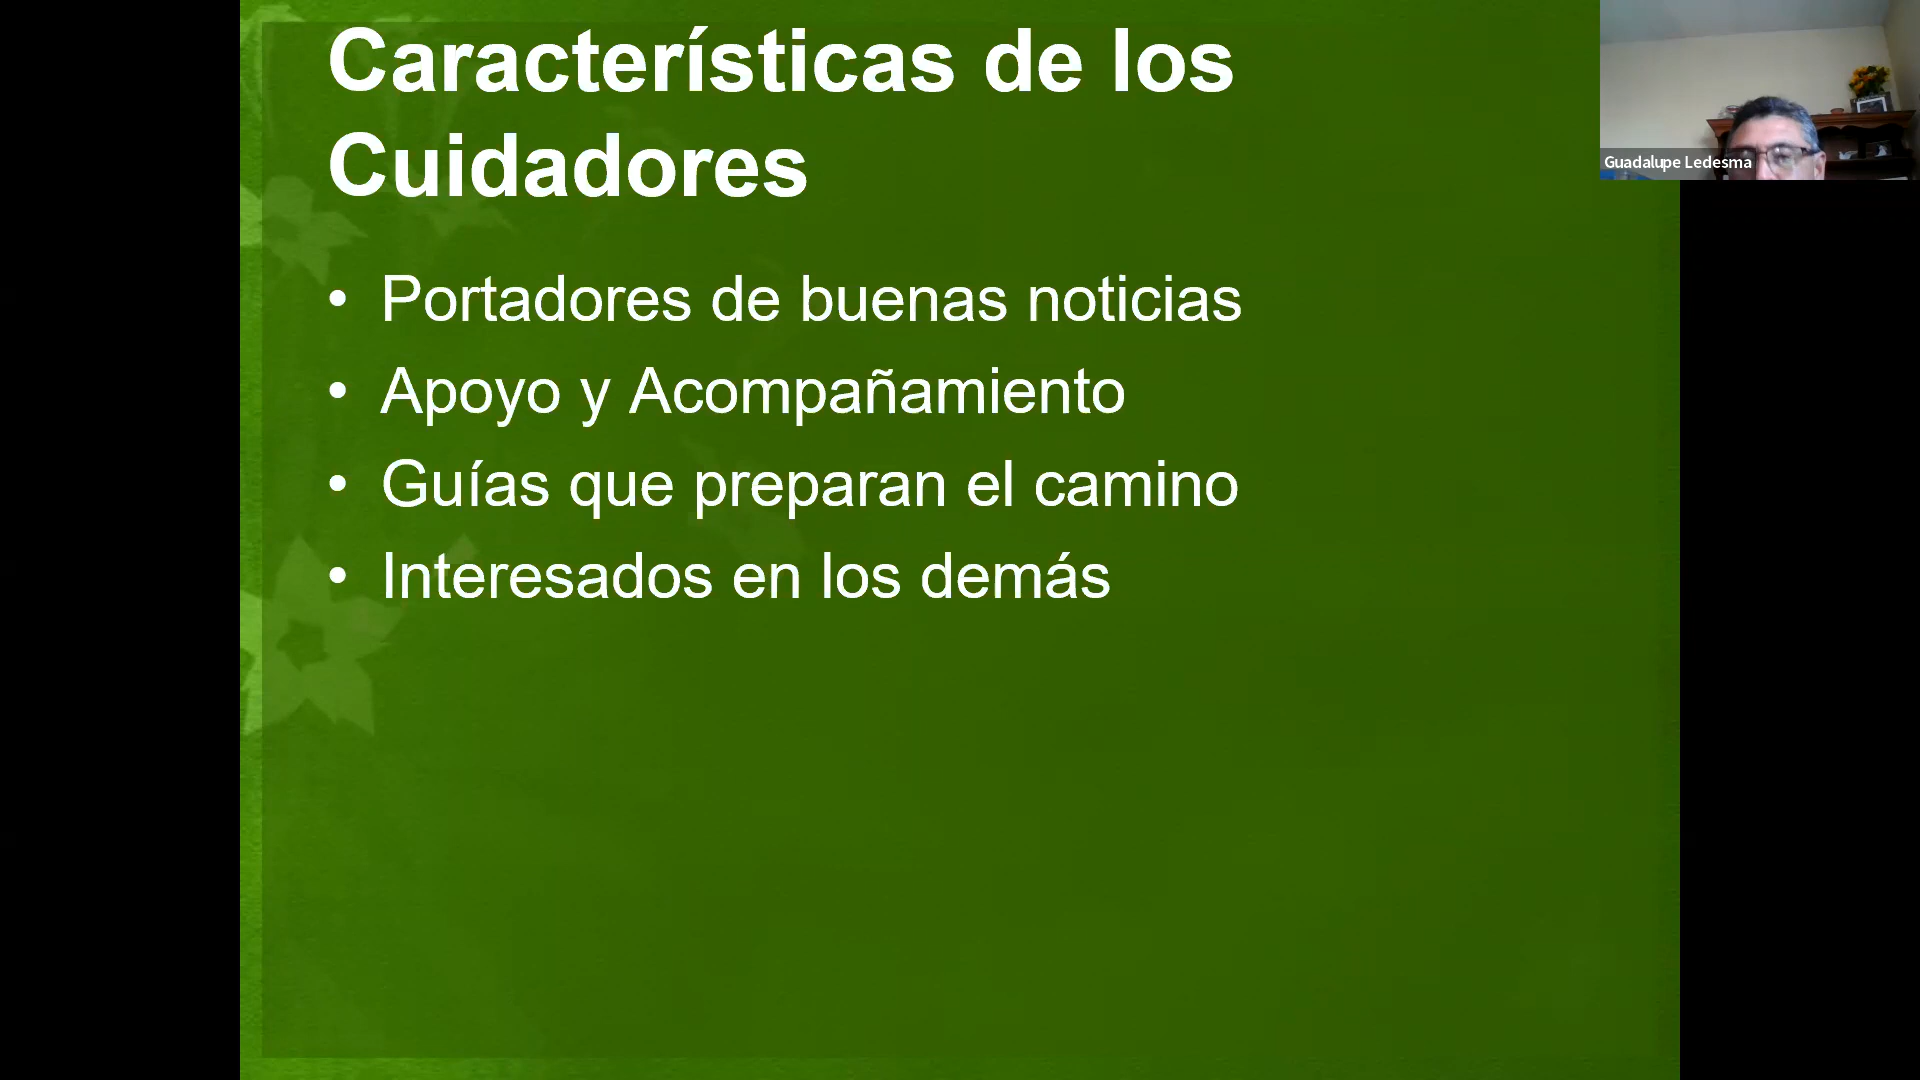 Características de los
Cuidadores
• Portadores de buenas noticias
• Apoyo y Acompañamiento
• Guías que preparan el camino
• Interesados en los demás
Guadalupe Ledesma